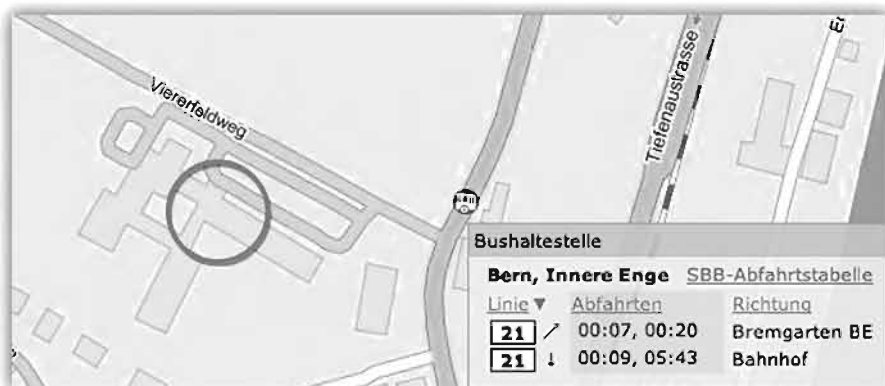 Viererfeldweg
Tiefenaustrasse
Bushaltestelle
Bern, Innere Enge SBB-Abfahrtstabelle
Linie ▼ Abfahrten Richtung
21 ↗ 00:07, 00:20 Bremgarten BE
21 ↓ 00:09, 05:43 Bahnhof